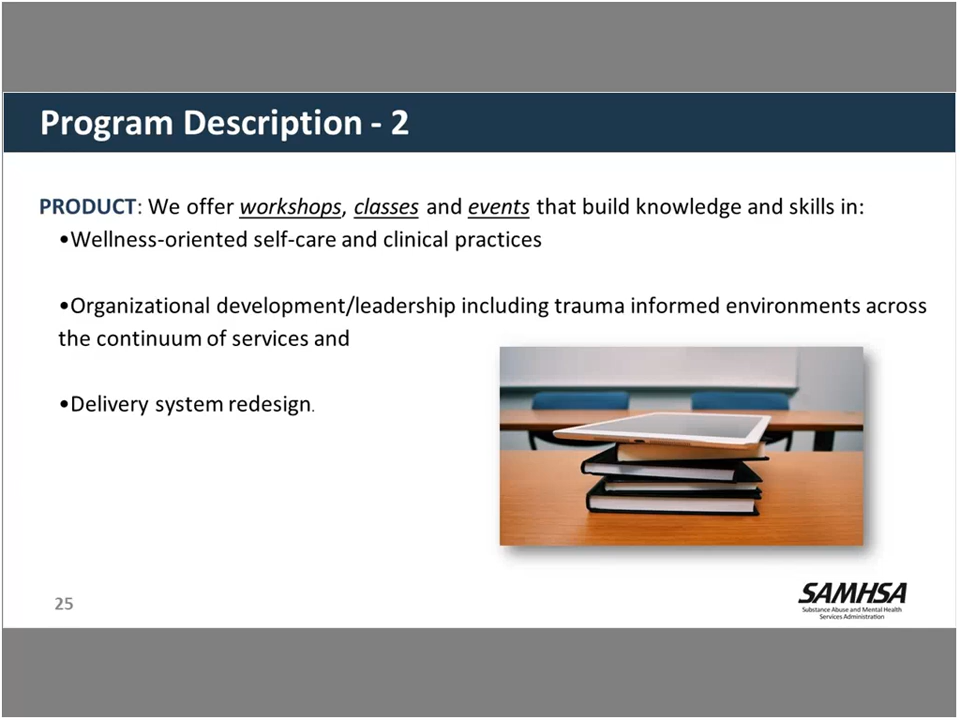 Program Description - 2
PRODUCT: We offer workshops, classes and events that build knowledge and skills in:
•Wellness-oriented self-care and clinical practices
•Organizational development/leadership including trauma informed environments across
the continuum of services and
•Delivery system redesign.
25
SAMHSA
Substance Abuse and Mental Health
Services Administration